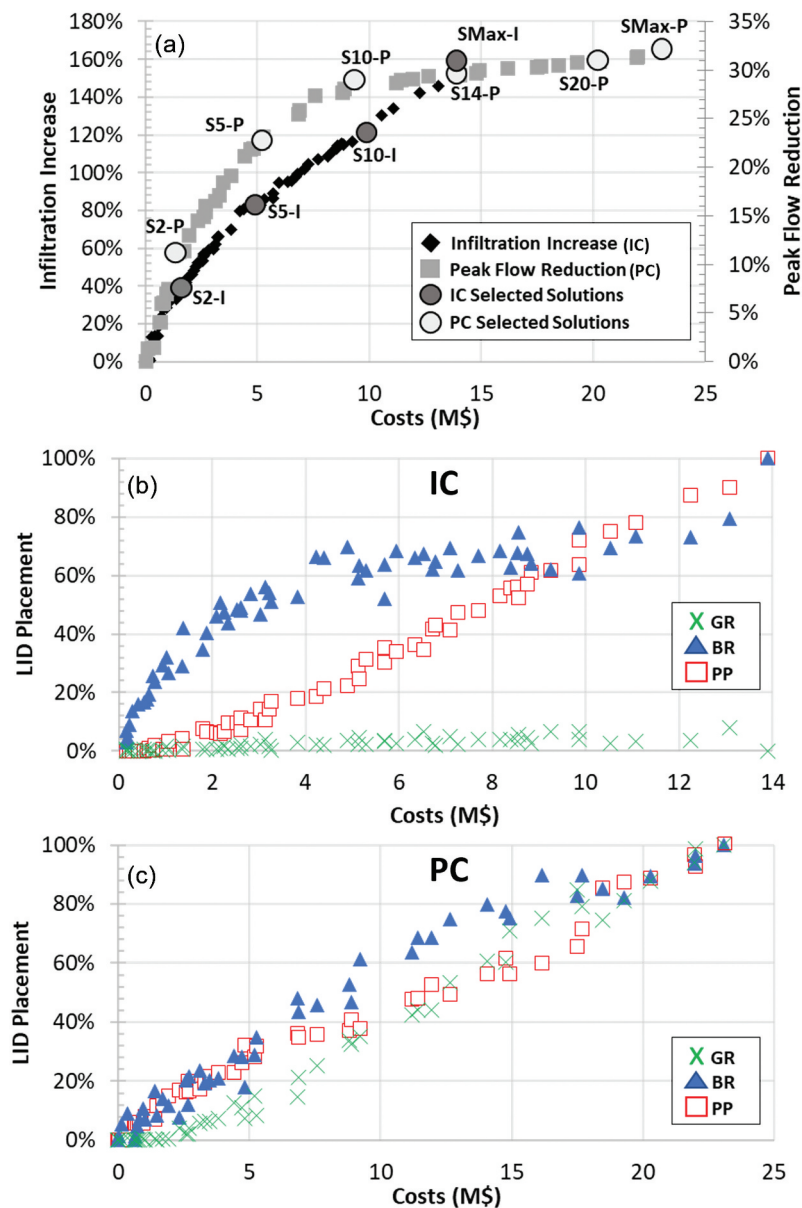 (a)
Infiltration Increase
180%
160%
140%
120%
100%
80%
60%
40%
20%
0%
35%
30%
25%
20%
15%
10%
5%
0%
Peak Flow Reduction
S2-P
S5-P
S10-P
SMax-I
S14-P
S20-P
SMax-P
S2-I
S5-I
S10-I
Infiltration Increase (IC)
Peak Flow Reduction (PC)
IC Selected Solutions
PC Selected Solutions
0 5 10 15 20 25
Costs (M$)
(b)
IC
LID Placement
100%
80%
60%
40%
20%
0%
GR
BR
PP
0 2 4 6 8 10 12 14
Costs (M$)
(c)
PC
LID Placement
100%
80%
60%
40%
20%
0%
GR
BR
PP
0 5 10 15 20 25
Costs (M$)